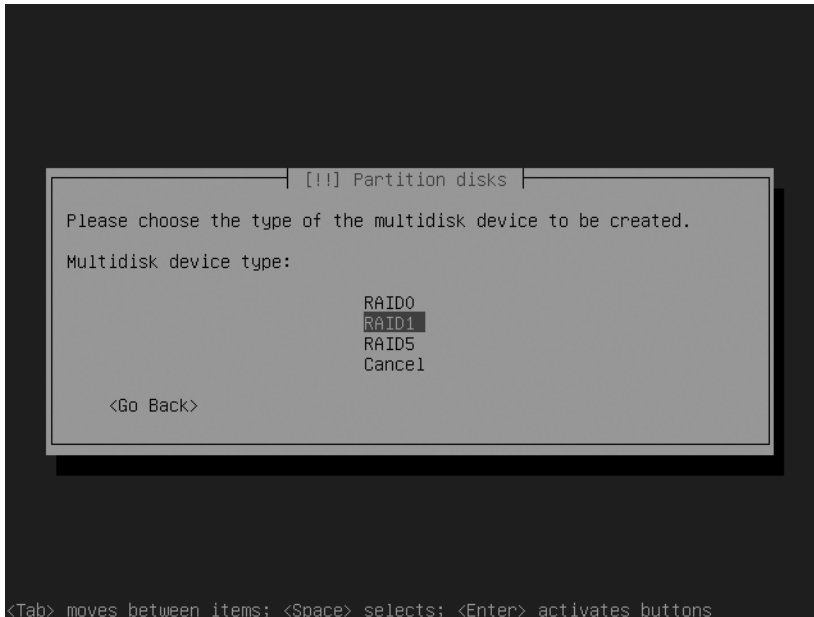 [!!] Partition disks
Please choose the type of the multidisk device to be created.
Multidisk device type:
RAID0
RAID1
RAID5
Cancel
<Go Back>
<Tab> moves between items; <Space> selects; <Enter> activates buttons